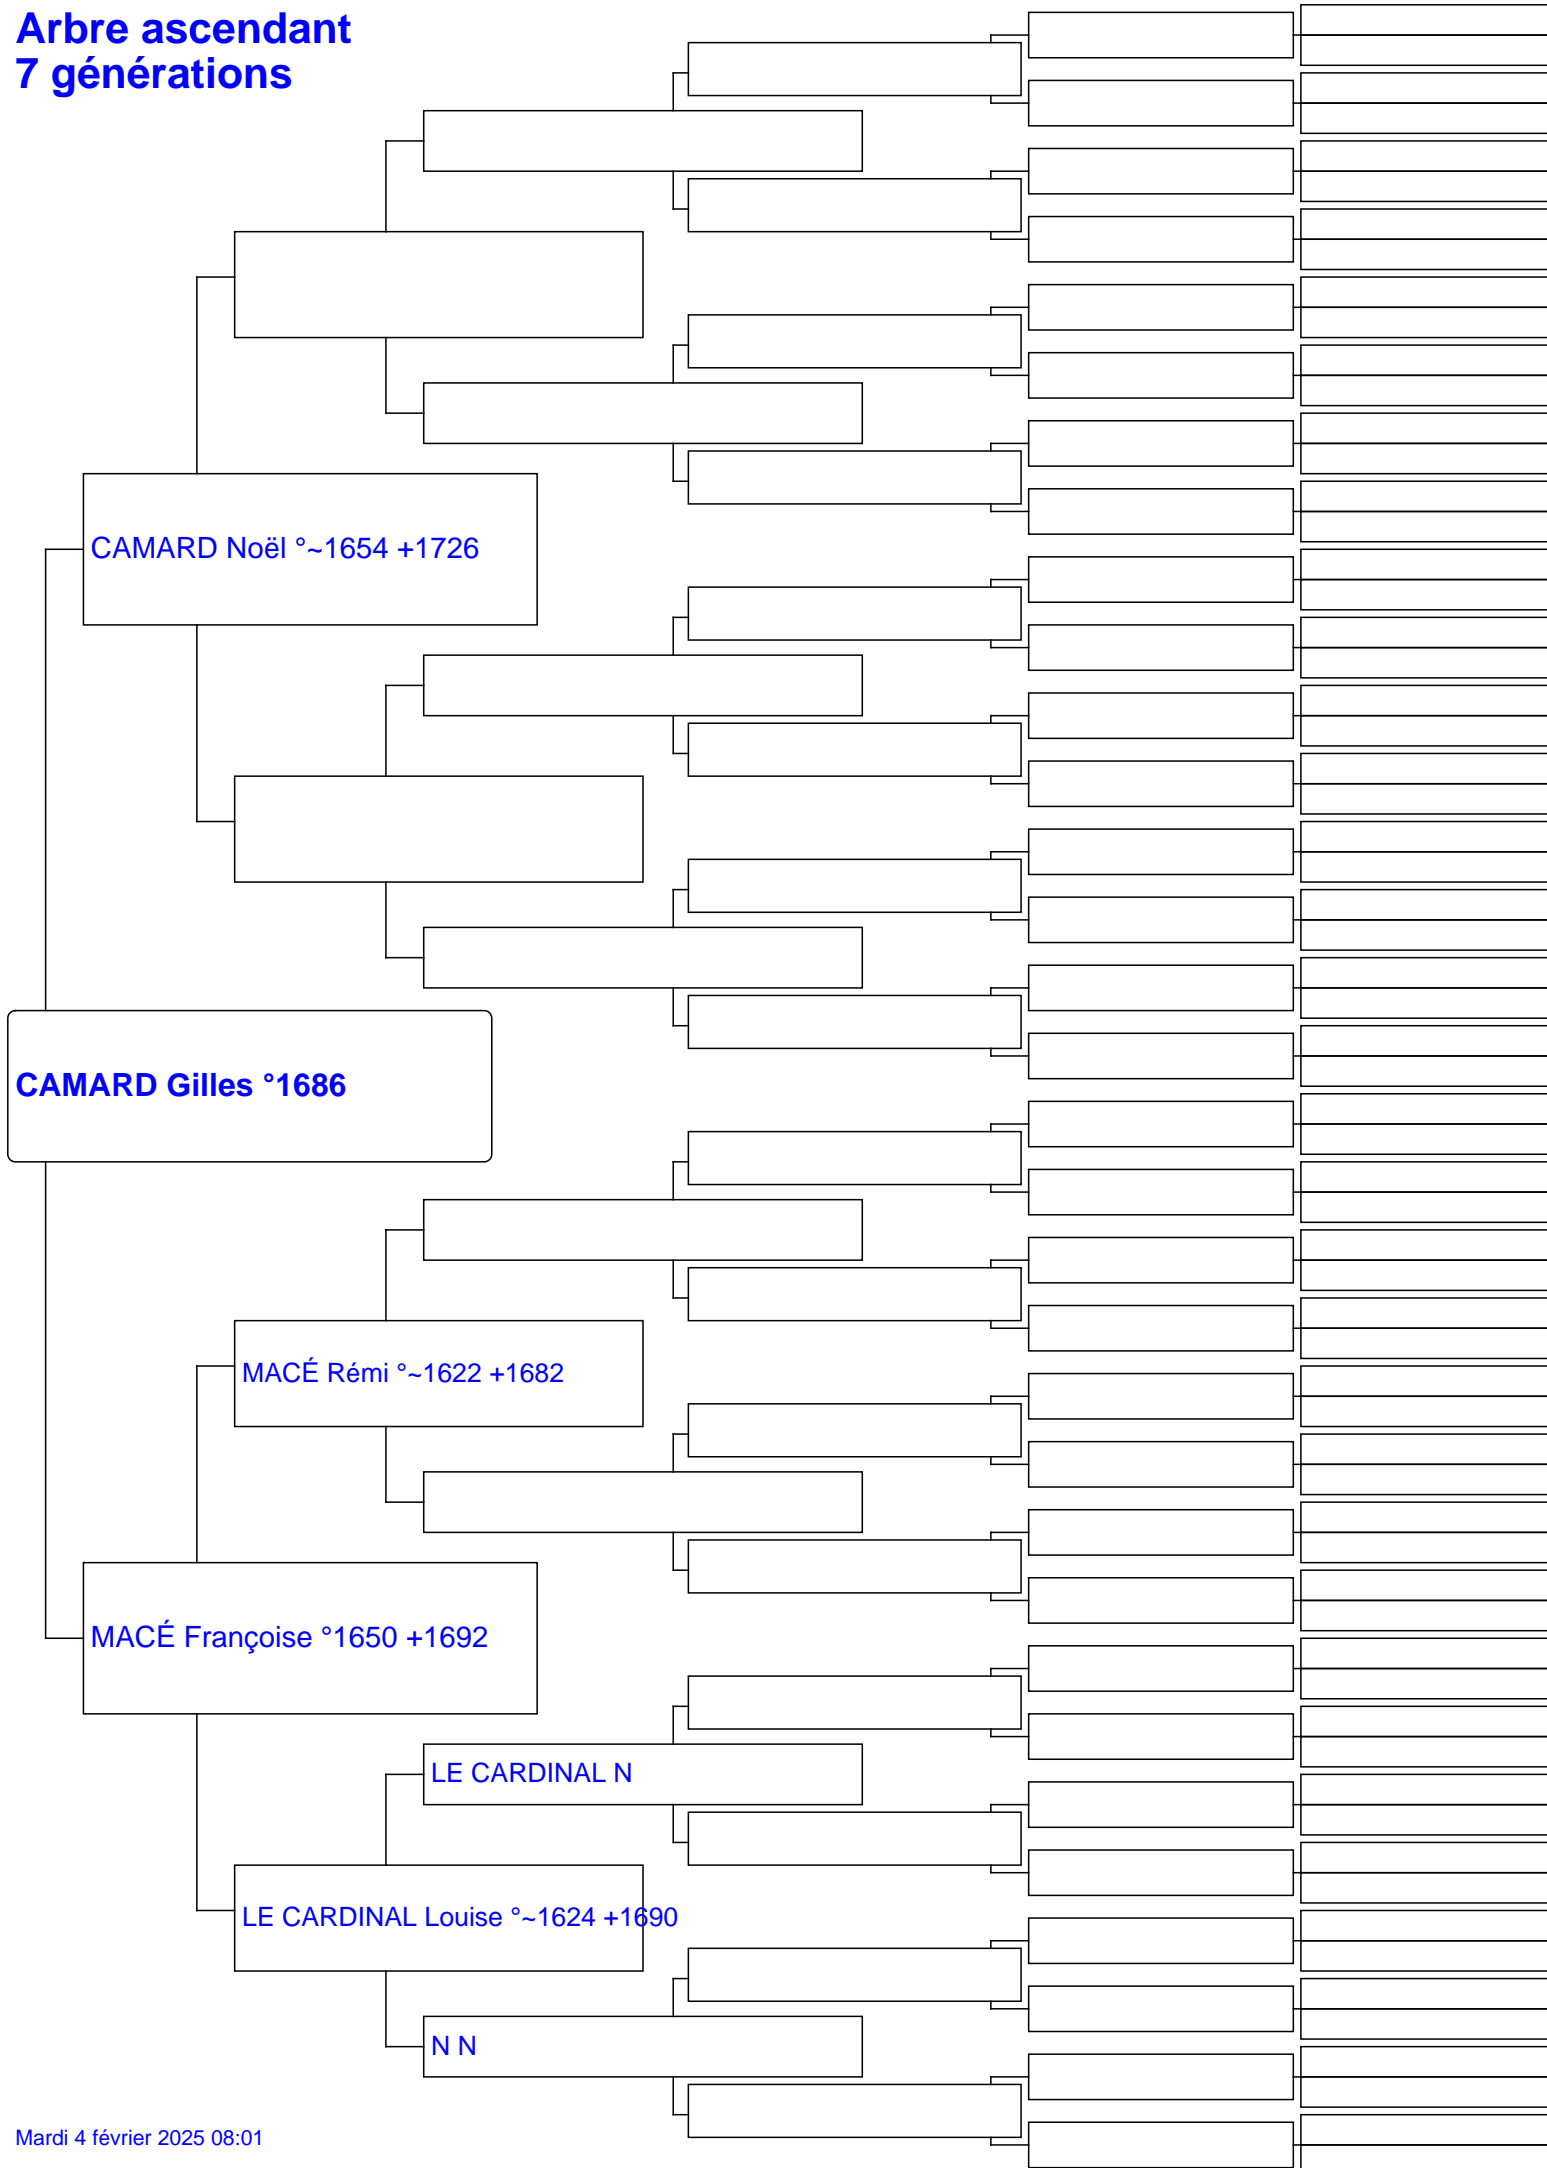 Arbre ascendant
7 générations
CAMARD Noël °~1654 +1726
CAMARD Gilles °1686
MACÉ Rémi °~1622 +1682
MACÉ Françoise °1650 +1692
LE CARDINAL N
LE CARDINAL Louise °~1624 +1690
N N
Mardi 4 février 2025 08:01